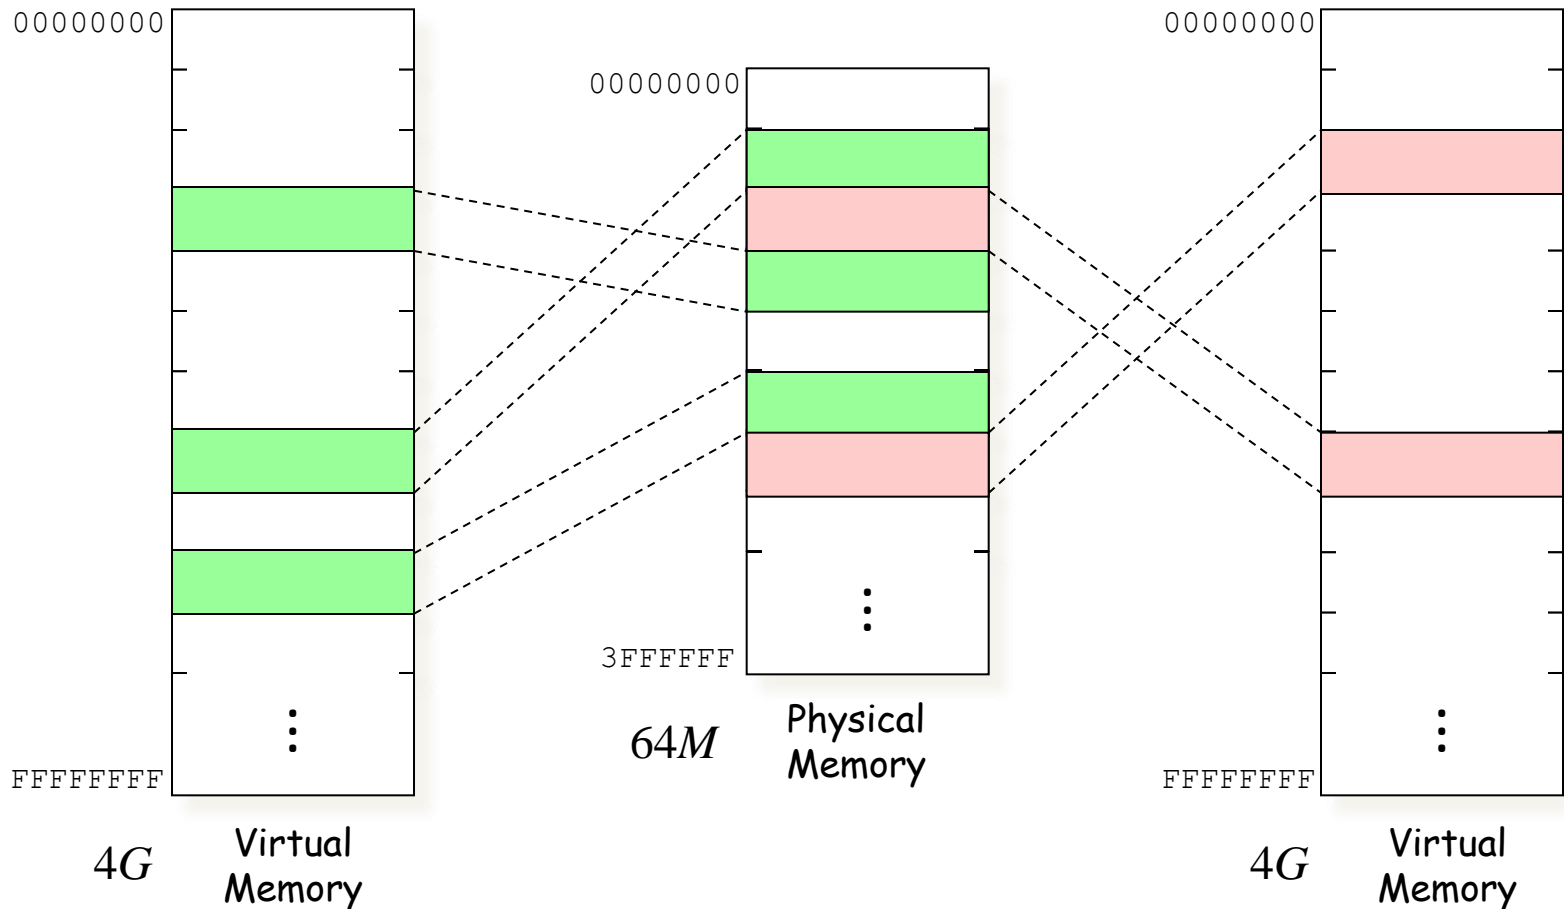 00000000
FFFFFFFF
4G
Virtual
Memory
00000000
3FFFFFF
64M
Physical
Memory
00000000
FFFFFFFF
4G
Virtual
Memory